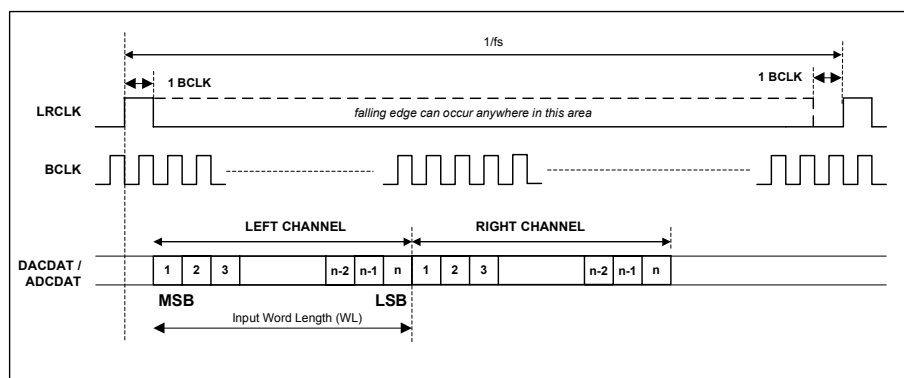 1/fs
1 BCLK 1 BCLK
LRCLK falling edge can occur anywhere in this area
BCLK
LEFT CHANNEL RIGHT CHANNEL
DACDAT /
ADCDAT
1 2 3 n-2 n-1 n 1 2 3 n-2 n-1 n
MSB LSB
Input Word Length (WL)